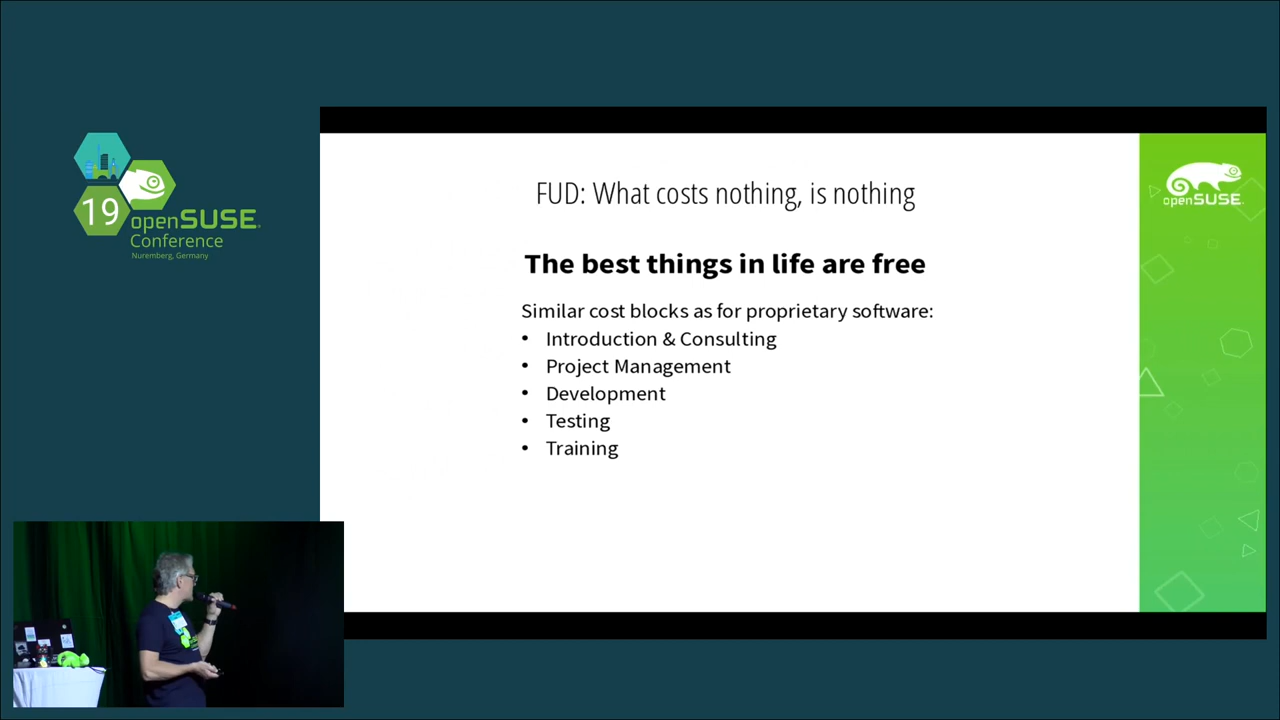 19
openSUSE
Conference
Nuremberg, Germany
FUD: What costs nothing, is nothing
The best things in life are free
Similar cost blocks as for proprietary software:
• Introduction & Consulting
• Project Management
• Development
• Testing
• Training
openSUSE